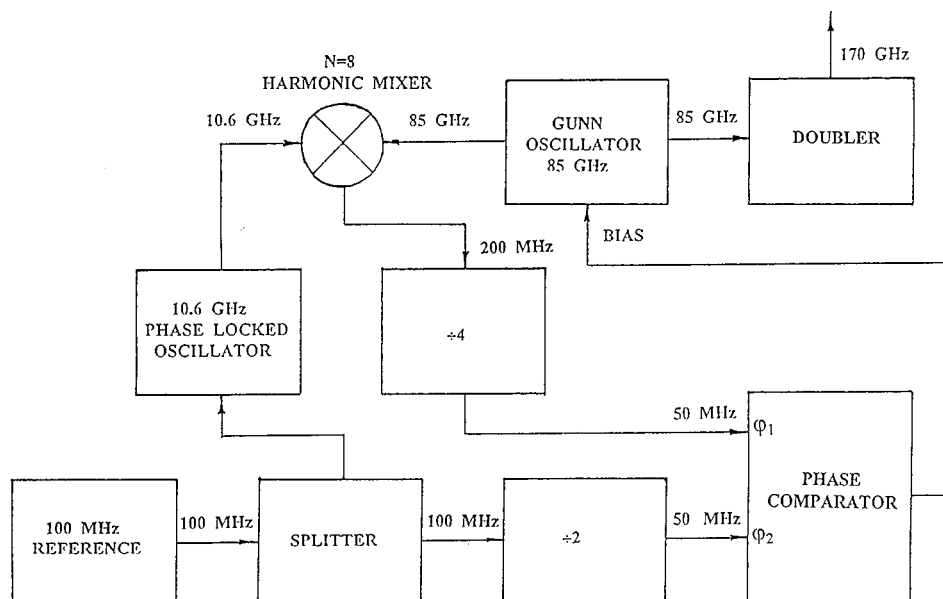 170 GHz
N=8
HARMONIC MIXER
10.6 GHz
85 GHz
GUNN
OSCILLATOR
85 GHz
85 GHz
DOUBLER
BIAS
200 MHz
10.6 GHz
PHASE LOCKED
OSCILLATOR
÷4
50 MHz
φ1
PHASE
COMPARATOR
100 MHz
REFERENCE
100 MHz
SPLITTER
100 MHz
÷2
50 MHz
φ2